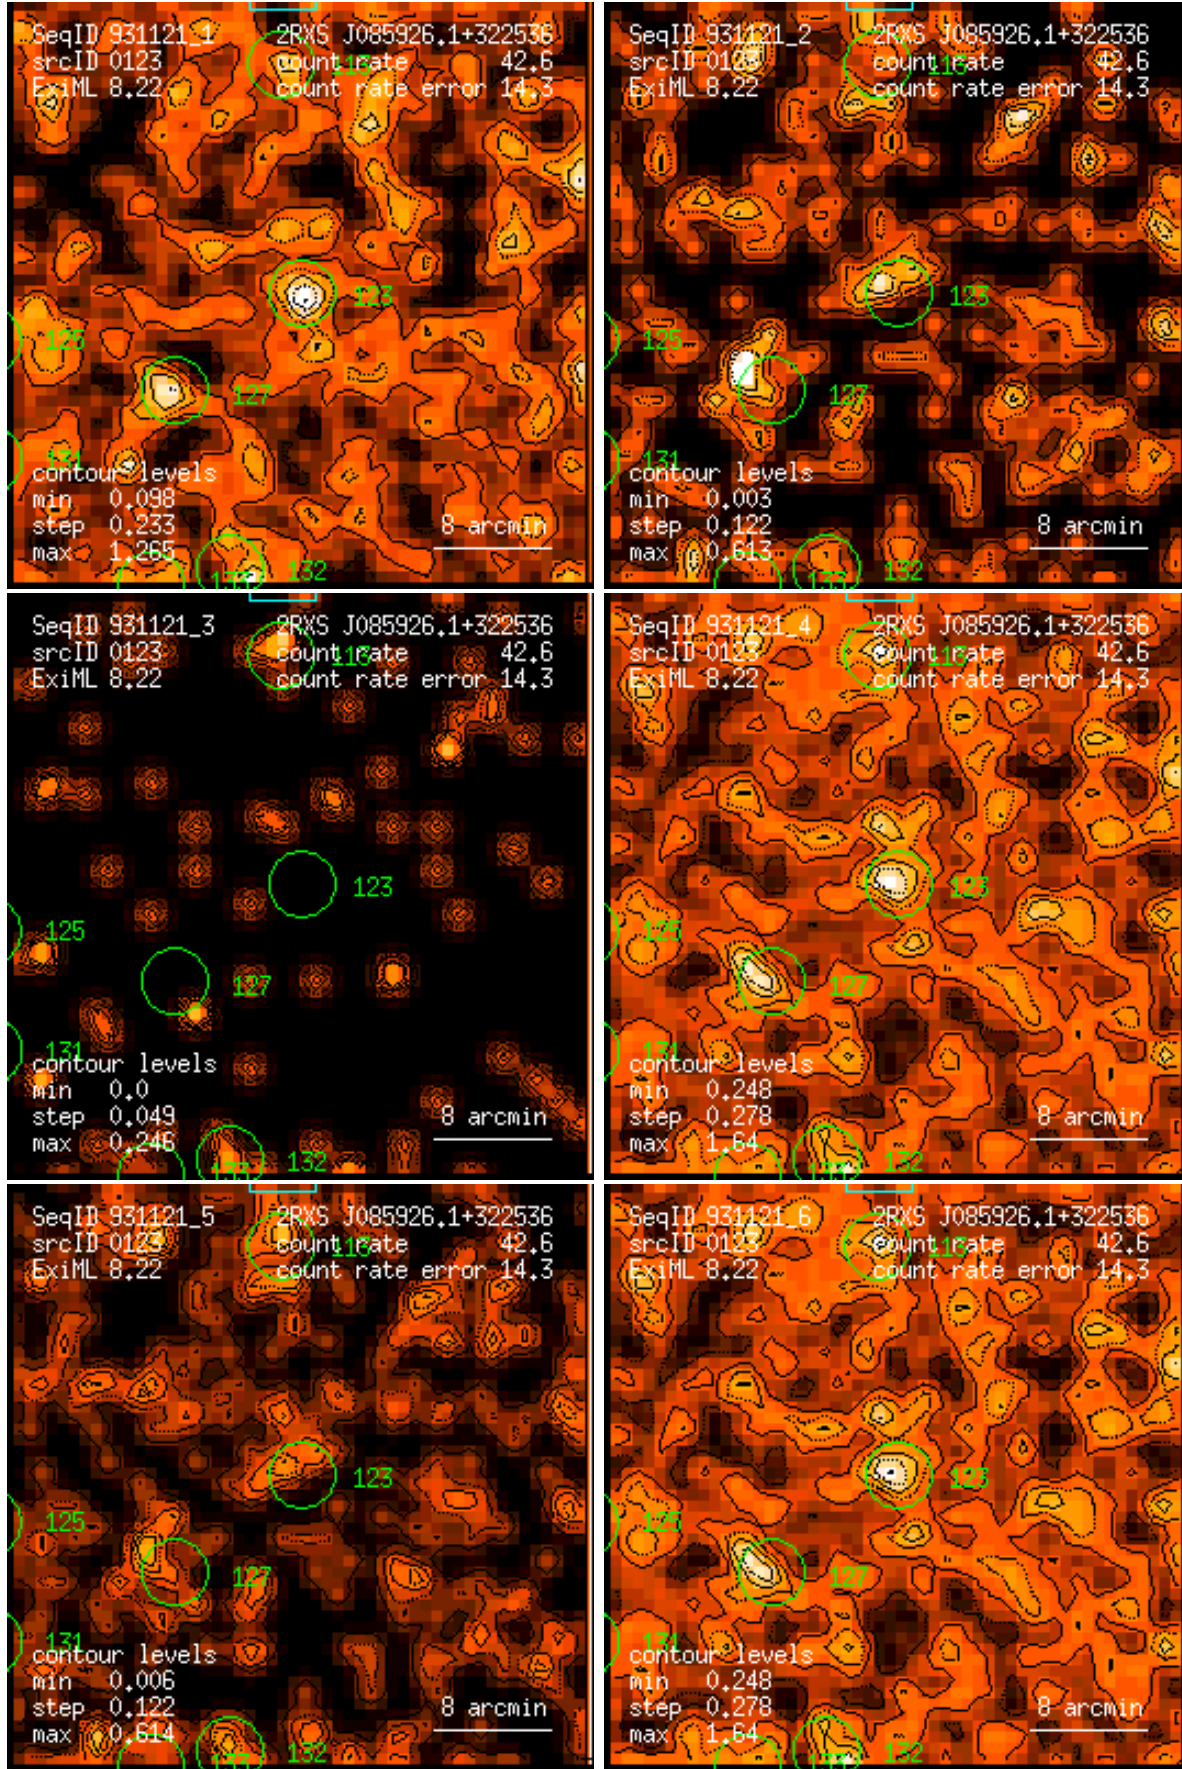 SeqID 931121_1 2RXS J085926.1+322536
srcID 0123 count rate 42.6
ExiML 8.22 count rate error 14.3
123
125
127
131
contour levels
min 0.098
step 0.233
max 1.265
8 arcmin
132
SeqID 931121_2 2RXS J085926.1+322536
srcID 0123 count rate 42.6
ExiML 8.22 count rate error 14.3
123
125
127
131
contour levels
min 0.003
step 0.122
max 0.613
8 arcmin
132
SeqID 931121_3 2RXS J085926.1+322536
srcID 0123 count rate 42.6
ExiML 8.22 count rate error 14.3
123
125
127
131
contour levels
min 0.0
step 0.049
max 0.246
8 arcmin
132
SeqID 931121_4 2RXS J085926.1+322536
srcID 0123 count rate 42.6
ExiML 8.22 count rate error 14.3
123
125
127
131
contour levels
min 0.248
step 0.278
max 1.64
8 arcmin
132
SeqID 931121_5 2RXS J085926.1+322536
srcID 0123 count rate 42.6
ExiML 8.22 count rate error 14.3
123
125
127
131
contour levels
min 0.006
step 0.122
max 0.614
8 arcmin
132
SeqID 931121_6 2RXS J085926.1+322536
srcID 0123 count rate 42.6
ExiML 8.22 count rate error 14.3
123
125
127
131
contour levels
min 0.248
step 0.278
max 1.64
8 arcmin
132